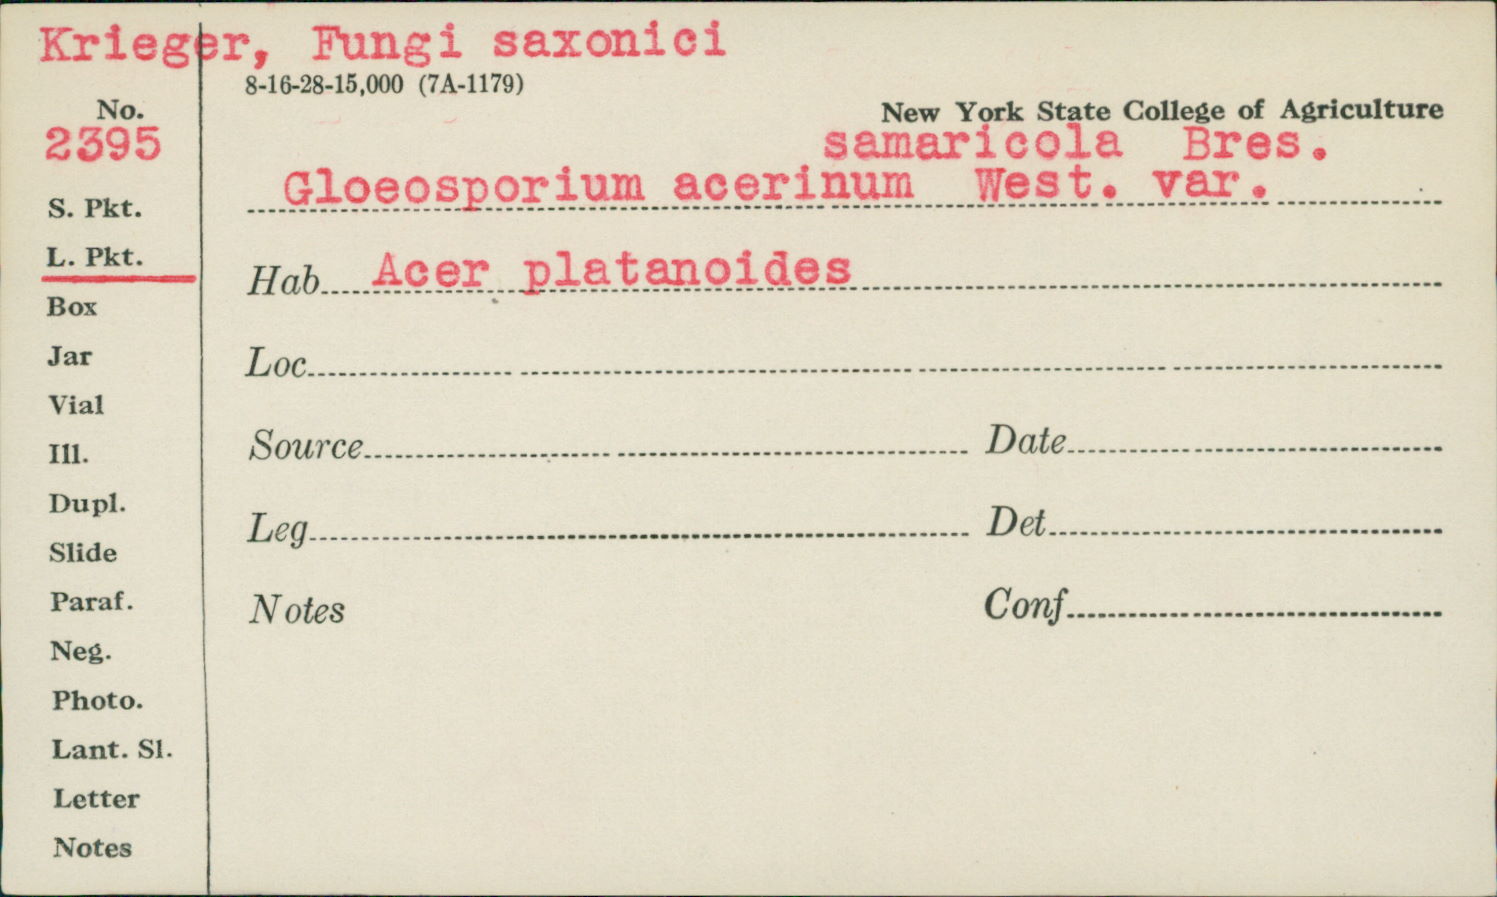 Krieger, Fungi saxonici
8-16-28-15,000 (7A-1179)
No.
2395
New York State College of Agriculture
samaricola Bres.
Gloeosporium acerinum West. var.
S. Pkt.
L. Pkt.
Box
Jar
Vial
Ill.
Dupl.
Slide
Paraf.
Neg.
Photo.
Lant. Sl.
Letter
Notes
Hab. Acer platanoides
Loc.
Source
Date
Leg.
Det.
Notes
Conf.